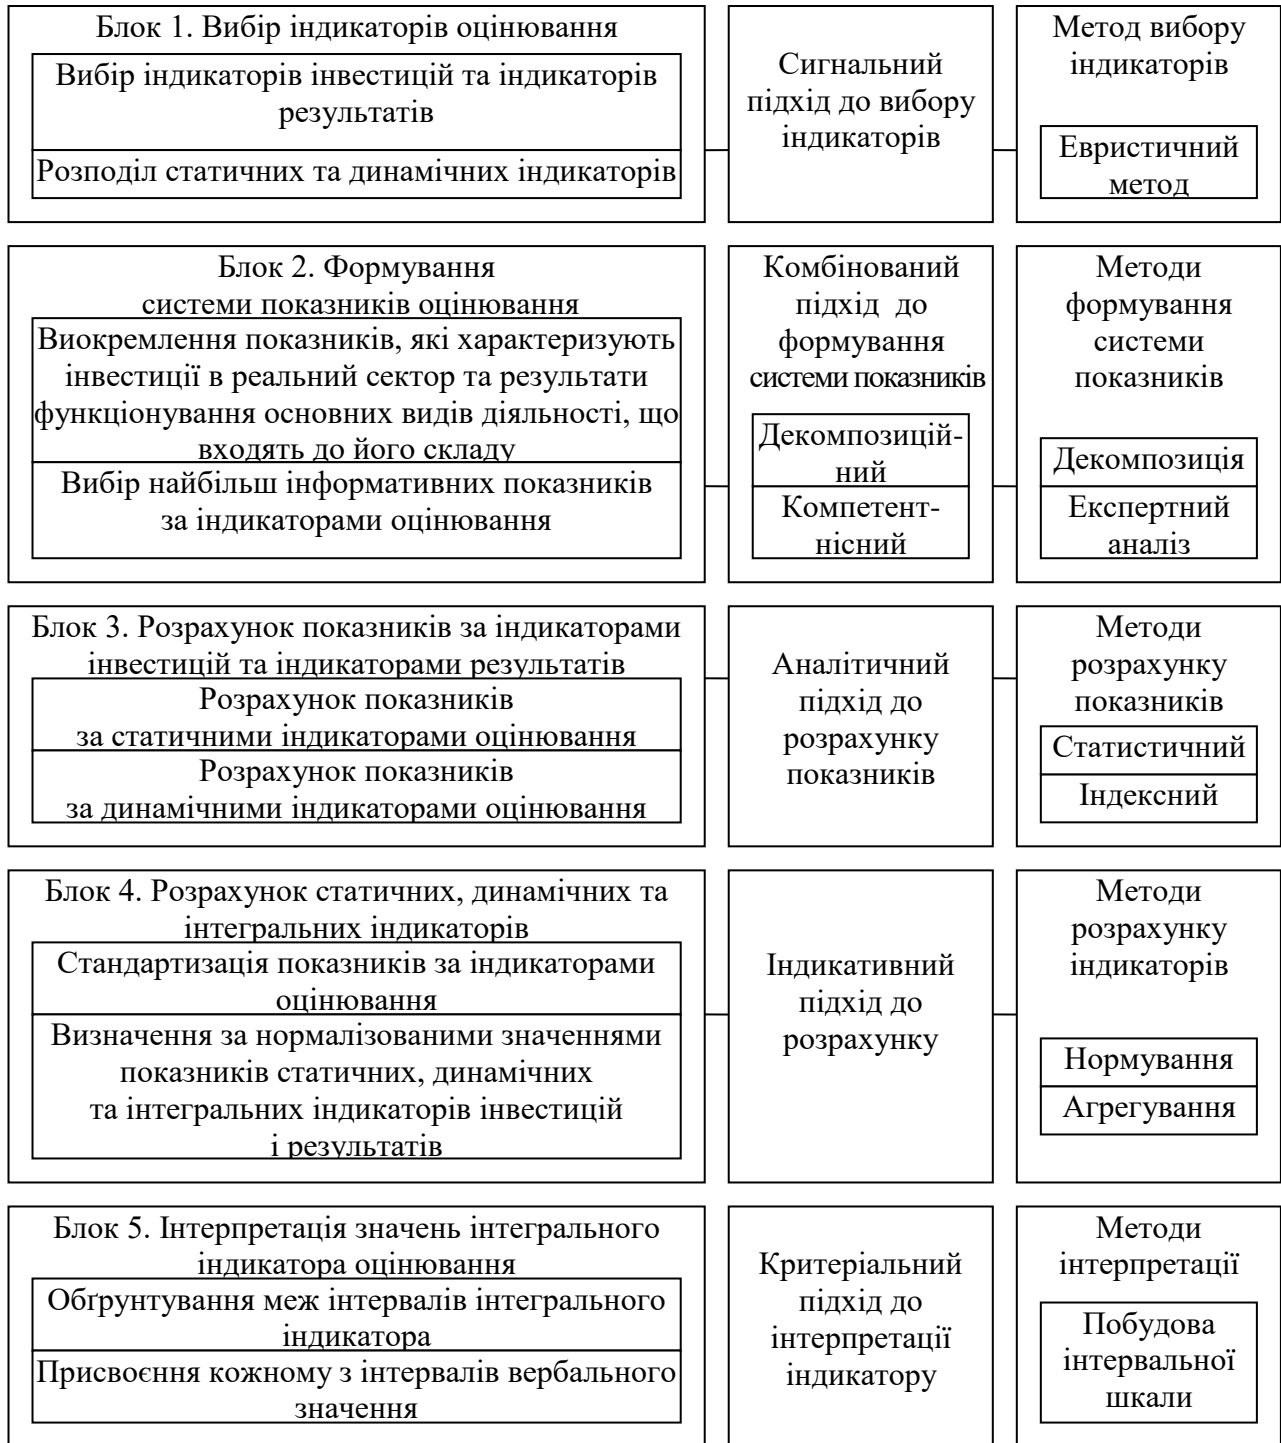 Блок 1. Вибір індикаторів оцінювання
Вибір індикаторів інвестицій та індикаторів
результатів
Розподіл статичних та динамічних індикаторів
Сигнальний
підхід до вибору
індикаторів
Метод вибору
індикаторів
Евристичний
метод
Блок 2. Формування
системи показників оцінювання
Виокремлення показників, які характеризують
інвестиції в реальний сектор та результати
функціонування основних видів діяльності, що
входять до його складу
Вибір найбільш інформативних показників
за індикаторами оцінювання
Комбінований
підхід до
формування
системи показників
Декомпозицій-
ний
Компетент-
нісний
Методи
формування
системи
показників
Декомпозиція
Експертний
аналіз
Блок 3. Розрахунок показників за індикаторами
інвестицій та індикаторами результатів
Розрахунок показників
за статичними індикаторами оцінювання
Розрахунок показників
за динамічними індикаторами оцінювання
Аналітичний
підхід до
розрахунку
показників
Методи
розрахунку
показників
Статистичний
Індексний
Блок 4. Розрахунок статичних, динамічних та
інтегральних індикаторів
Стандартизація показників за індикаторами
оцінювання
Визначення за нормалізованими значеннями
показників статичних, динамічних
та інтегральних індикаторів інвестицій
і результатів
Індикативний
підхід до
розрахунку
Методи
розрахунку
індикаторів
Нормування
Агрегування
Блок 5. Інтерпретація значень інтегрального
індикатора оцінювання
Обґрунтування меж інтервалів інтегрального
індикатора
Присвоєння кожному з інтервалів вербального
значення
Критеріальний
підхід до
інтерпретації
індикатору
Методи
інтерпретації
Побудова
інтервальної
шкали